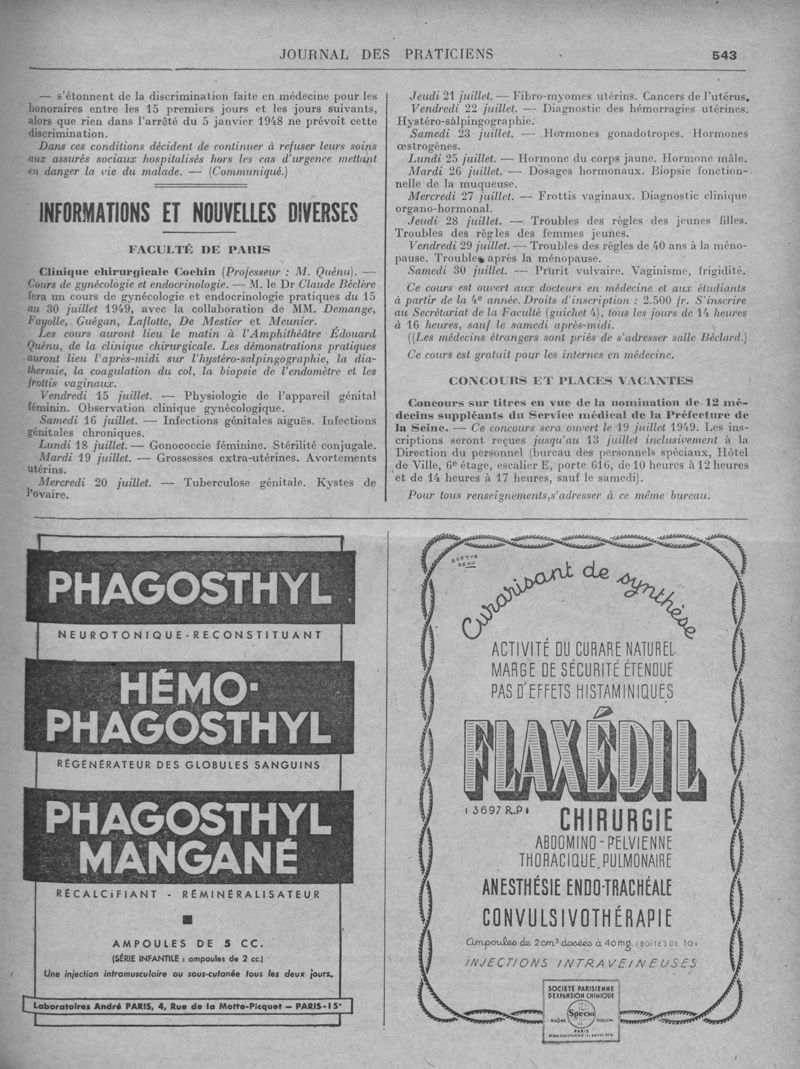 JOURNAL DES PRATICIENS 543
— s'étonnent de la discrimination faite en médecine pour les
honoraires entre les 15 premiers jours et les jours suivants,
alors que rien dans l'arrêté du 5 janvier 1948 ne prévoit cette
discrimination.
Dans ces conditions décident de continuer à refuser leurs soins
aux assurés sociaux hospitalisés hors les cas d'urgence mettant
en danger la vie du malade. — (Communiqué.)
INFORMATIONS ET NOUVELLES DIVERSES
FACULTÉ DE PARIS
Clinique chirurgicale Cochin (Professeur : M. Quénu). —
Cours de gynécologie et endocrinologie. — M. le Dr Claude Béclère
fera un cours de gynécologie et endocrinologie pratiques du 15
au 30 juillet 1949, avec la collaboration de MM. Demange,
Fayolle, Guégan, Laflotte, De Mestier et Meunier.
Les cours auront lieu le matin à l'Amphithéâtre Édouard
Quénu, de la clinique chirurgicale. Les démonstrations pratiques
auront lieu l'après-midi sur l'hystéro-salpingographie, la dia-
thermie, la coagulation du col, la biopsie de l'endomètre et les
frottis vaginaux.
Vendredi 15 juillet. — Physiologie de l'appareil génital
féminin. Observation clinique gynécologique.
Samedi 16 juillet. — Infections génitales aiguës. Infections
génitales chroniques.
Lundi 18 juillet. — Gonococcie féminine. Stérilité conjugale.
Mardi 19 juillet. — Grossesses extra-utérines. Avortements
utérins.
Mercredi 20 juillet. — Tuberculose génitale. Kystes de
l'ovaire.
Jeudi 21 juillet. — Fibro-myomes utérins. Cancers de l'utérus.
Vendredi 22 juillet. — Diagnostic des hémorragies utérines.
Hystéro-salpingographie.
Samedi 23 juillet. — Hormones gonadotropes. Hormones
œstrogènes.
Lundi 25 juillet. — Hormone du corps jaune. Hormone mâle.
Mardi 26 juillet. — Dosages hormonaux. Biopsie fonction-
nelle de la muqueuse.
Mercredi 27 juillet. — Frottis vaginaux. Diagnostic clinique
organo-hormonal.
Jeudi 28 juillet. — Troubles des règles des jeunes filles.
Troubles des règles des femmes jeunes.
Vendredi 29 juillet. — Troubles des règles de 40 ans à la méno-
pause. Troubles après la ménopause.
Samedi 30 juillet. — Prurit vulvaire. Vaginisme, frigidité.
Ce cours est ouvert aux docteurs en médecine et aux étudiants
à partir de la 4e année. Droits d'inscription : 2.500 fr. S'inscrire
au Secrétariat de la Faculté (guichet 4), tous les jours de 14 heures
à 16 heures, sauf le samedi après-midi.
((Les médecins étrangers sont priés de s'adresser salle Béclard.)
Ce cours est gratuit pour les internes en médecine.
CONCOURS ET PLACES VACANTES
Concours sur titres en vue de la nomination de 12 mé-
decins suppléants du Service médical de la Préfecture de
la Seine. — Ce concours sera ouvert le 19 juillet 1949. Les ins-
criptions seront reçues jusqu'au 13 juillet inclusivement à la
Direction du personnel (bureau des personnels spéciaux, Hôtel
de Ville, 6e étage, escalier E, porte 616, de 10 heures à 12 heures
et de 14 heures à 17 heures, sauf le samedi).
Pour tous renseignements, s'adresser à ce même bureau.
PHAGOSTHYL
NEUROTONIQUE-RECONSTITUANT
HÉMO-
PHAGOSTHYL
RÉGÉNÉRATEUR DES GLOBULES SANGUINS
PHAGOSTHYL
MANGANÉ
RÉCALCiFIANT - RÉMINÉRALISATEUR
AMPOULES DE 5 CC.
(SÉRIE INFANTILE : ampoules de 2 cc.)
Une injection intramusculaire ou sous-cutanée tous les deux jours.
Laboratoires André PARIS, 4, Rue de la Motte-Picquet — PARIS-15e
Curarisant de synthèse
ACTIVITÉ DU CURARE NATUREL
MARGE DE SÉCURITÉ ÉTENDUE
PAS D'EFFETS HISTAMINIQUES
FLAXÉDIL
(3697 R.P)
CHIRURGIE
ABDOMINO-PELVIENNE
THORACIQUE, PULMONAIRE
ANESTHÉSIE ENDO-TRACHÉALE
CONVULSIVOTHÉRAPIE
Ampoules de 2cm³ dosées à 40mg. (BOÎTES DE 10)
INJECTIONS INTRAVEINEUSES
SOCIÉTÉ PARISIENNE
D'EXPANSION CHIMIQUE
Specia
RHÔNE POULENC
PARIS